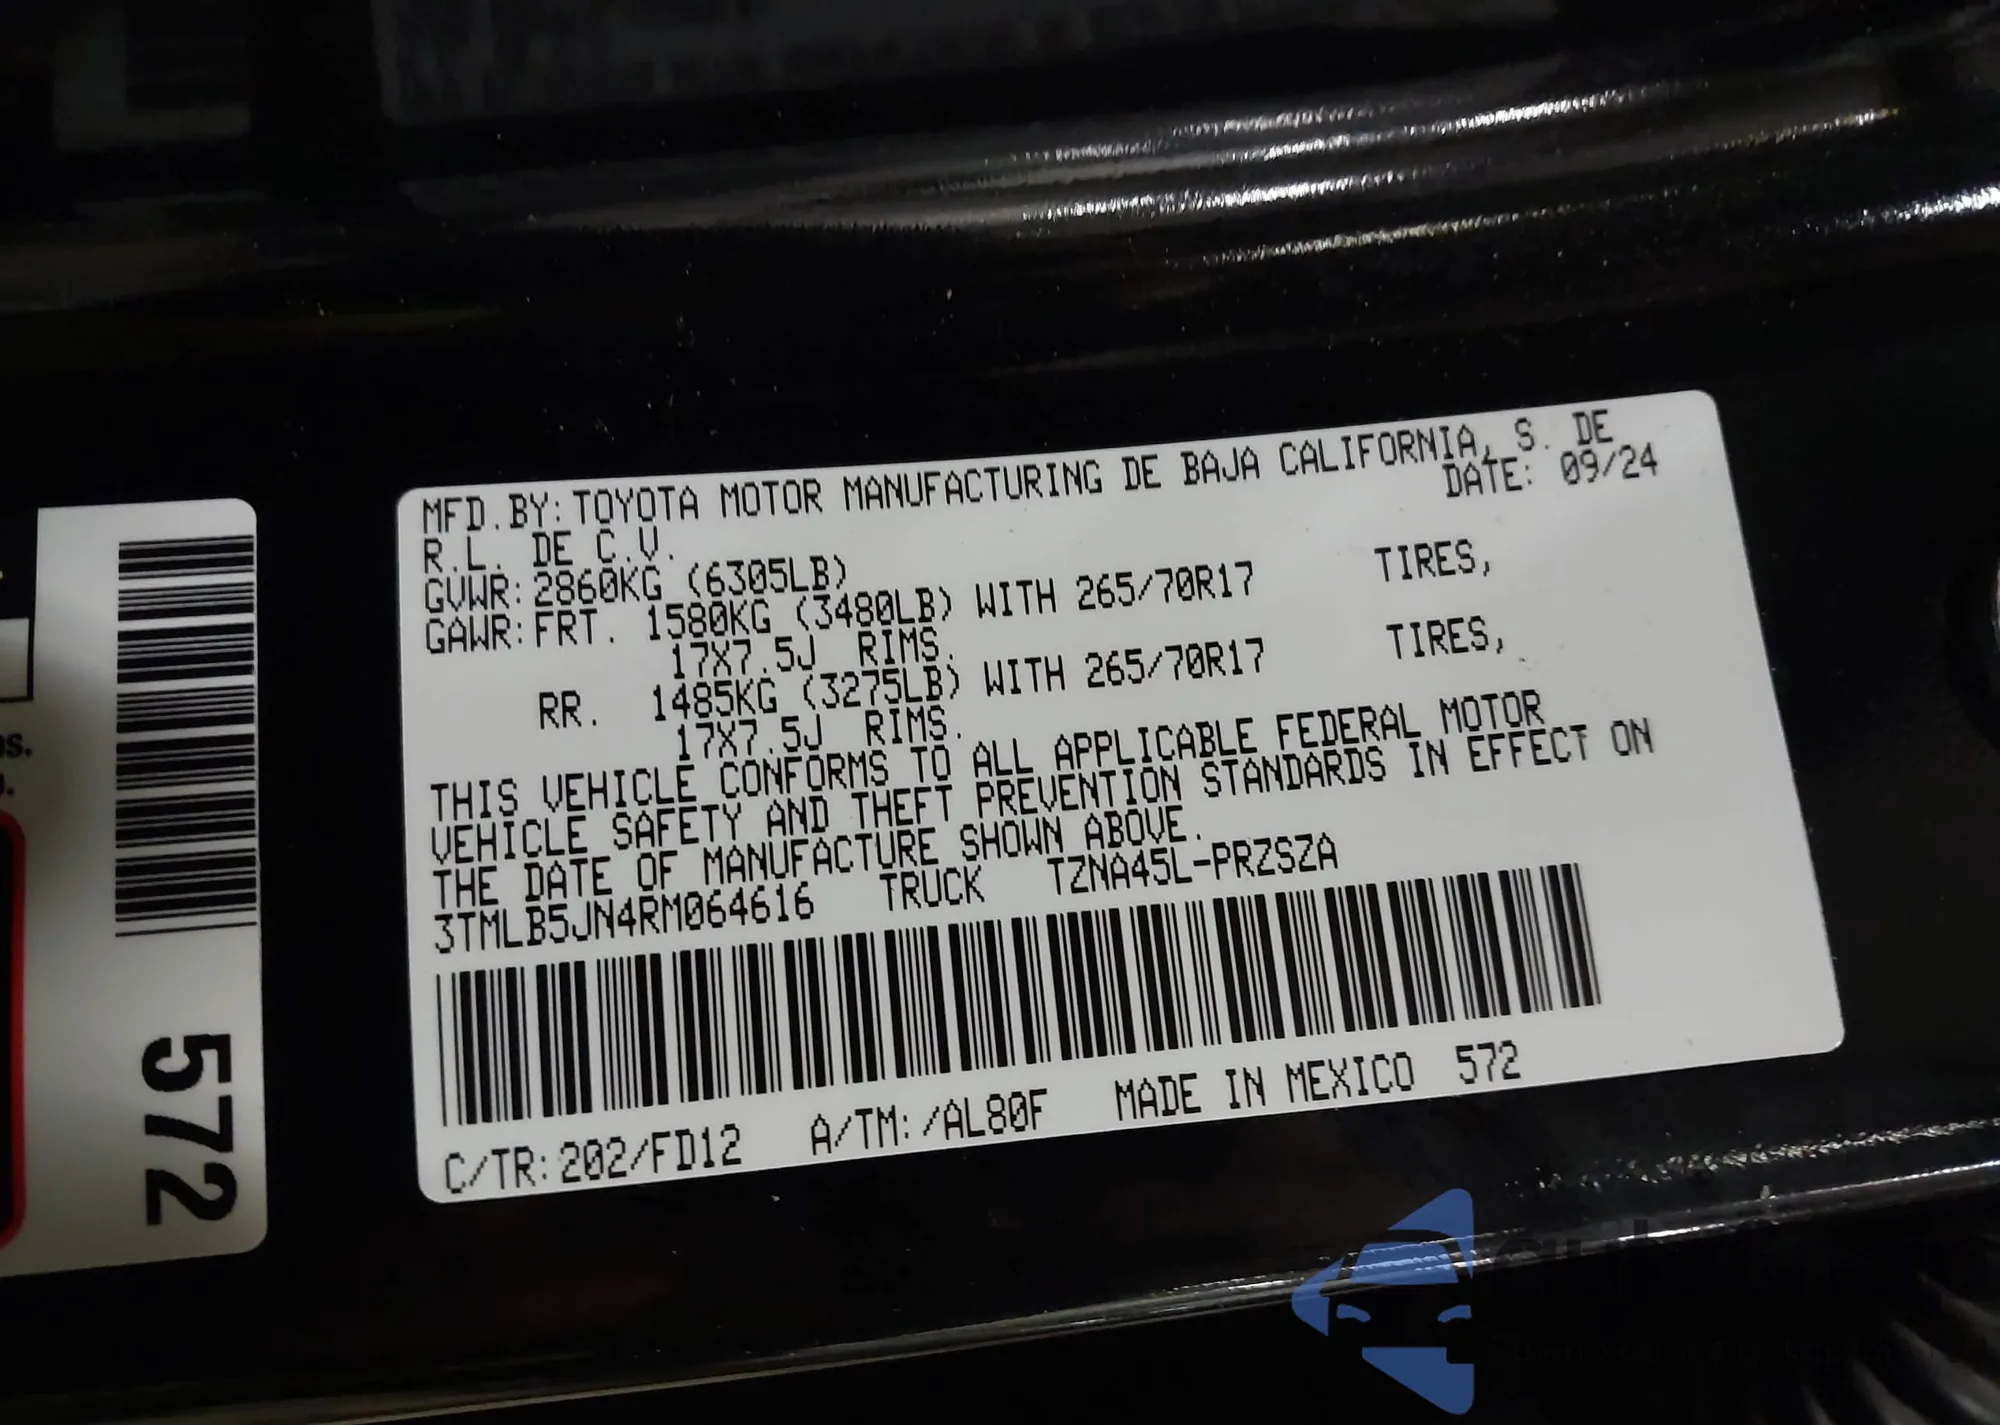 MFD.BY:TOYOTA MOTOR MANUFACTURING DE BAJA CALIFORNIA, S. DE
R.L. DE C.V. DATE: 09/24
GVWR:2860KG (6305LB)
GAWR:FRT. 1580KG (3480LB) WITH 265/70R17 TIRES,
17X7.5J RIMS.
RR. 1485KG (3275LB) WITH 265/70R17 TIRES,
17X7.5J RIMS.
THIS VEHICLE CONFORMS TO ALL APPLICABLE FEDERAL MOTOR
VEHICLE SAFETY AND THEFT PREVENTION STANDARDS IN EFFECT ON
THE DATE OF MANUFACTURE SHOWN ABOVE.
3TMLB5JN4RM064616 TRUCK TZNA45L-PRZSZA
C/TR:202/FD12 A/TM:/AL80F MADE IN MEXICO 572
572